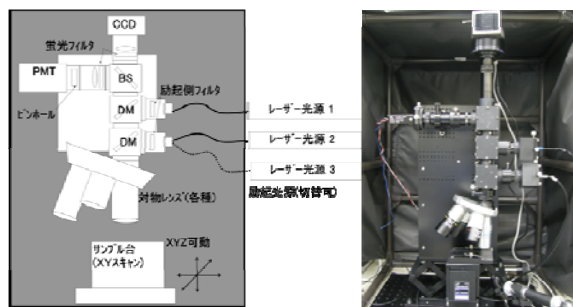 CCD
蛍光フィルタ
PMT
BS
励起側フィルタ
ピンホール
DM
レーザー光源 1
DM
レーザー光源 2
レーザー光源 3
対物レンズ(各種)
励起光源(切替可)
サンプル台
(XYスキャン)
XYZ可動